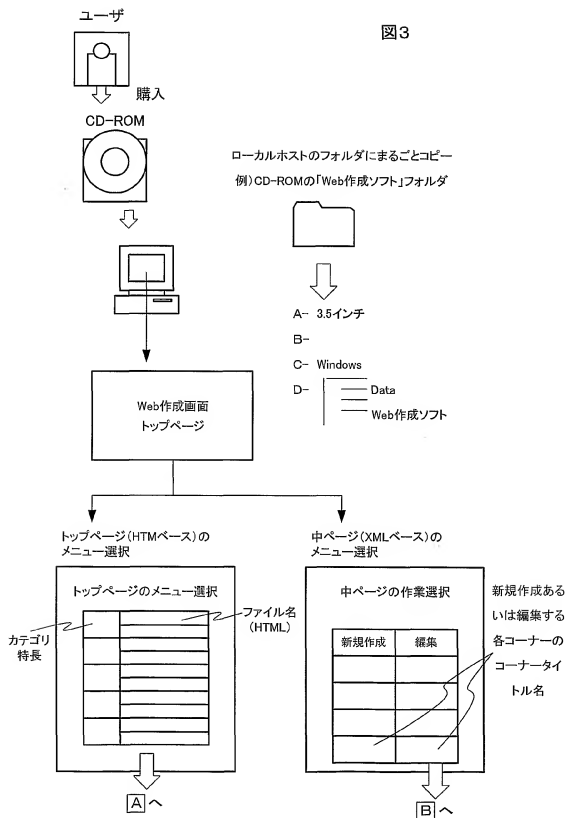 ユーザ
図3
購入
CD-ROM
ローカルホストのフォルダにまるごとコピー
例)CD-ROMの「Web作成ソフト」フォルダ
A- 3.5インチ
B-
C- Windows
D-
Data
Web作成ソフト
Web作成画面
トップページ
トップページ(HTMベース)の
メニュー選択
トップページのメニュー選択
カテゴリ
特長
ファイル名
(HTML)
Aへ
中ページ(XMLベース)の
メニュー選択
中ページの作業選択
新規作成
編集
新規作成ある
いは編集する
各コーナーの
コーナータイ
トル名
Bへ